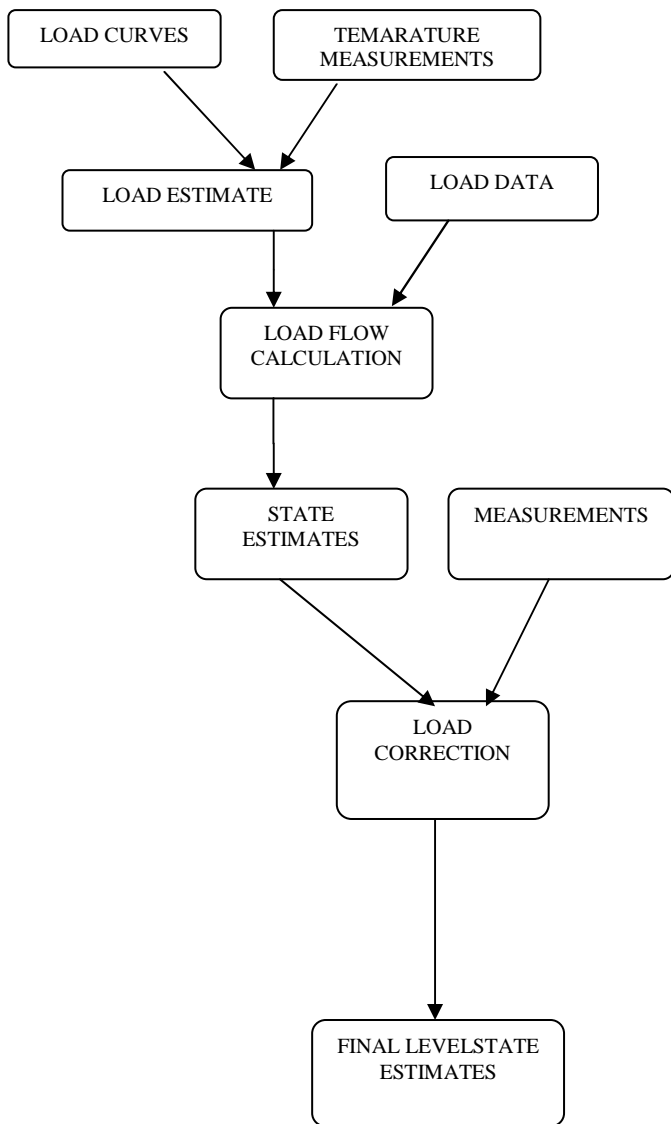 LOAD CURVES
TEMARATURE
MEASUREMENTS
LOAD ESTIMATE
LOAD DATA
LOAD FLOW
CALCULATION
STATE
ESTIMATES
MEASUREMENTS
LOAD
CORRECTION
FINAL LEVELSTATE
ESTIMATES